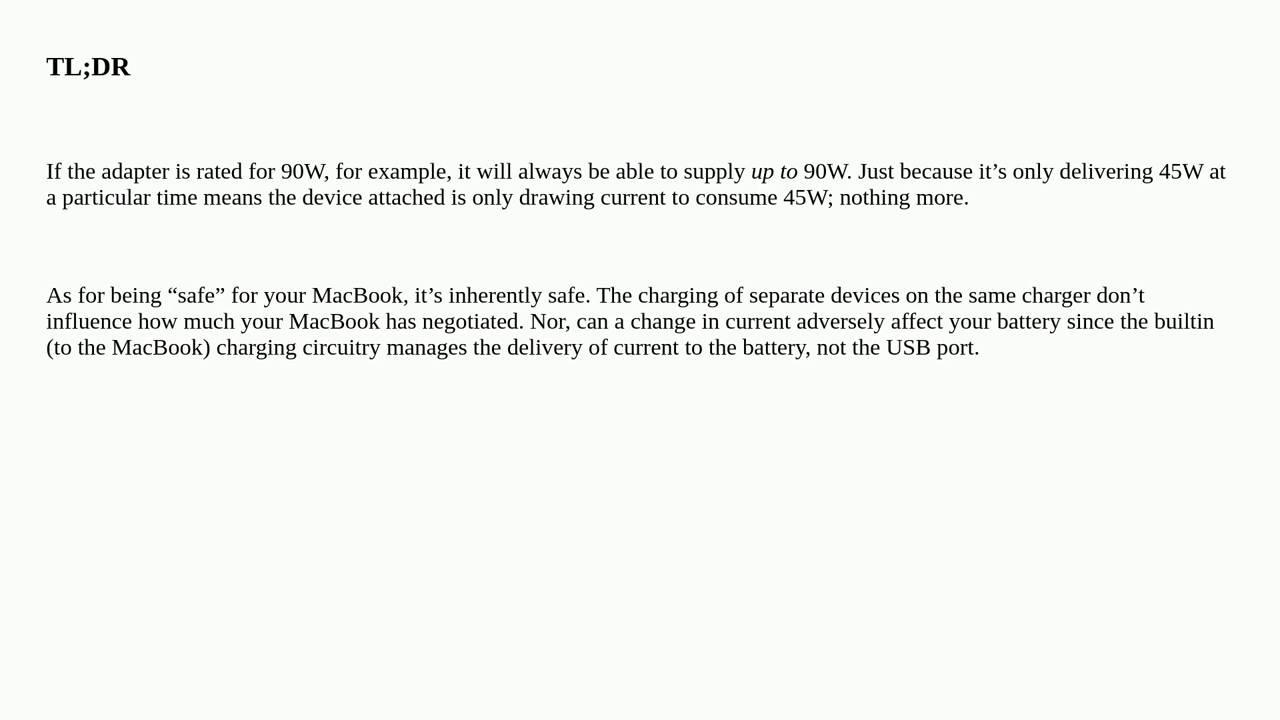 TL;DR
If the adapter is rated for 90W, for example, it will always be able to supply up to 90W. Just because it’s only delivering 45W at
a particular time means the device attached is only drawing current to consume 45W; nothing more.
As for being “safe” for your MacBook, it’s inherently safe. The charging of separate devices on the same charger don’t
influence how much your MacBook has negotiated. Nor, can a change in current adversely affect your battery since the builtin
(to the MacBook) charging circuitry manages the delivery of current to the battery, not the USB port.